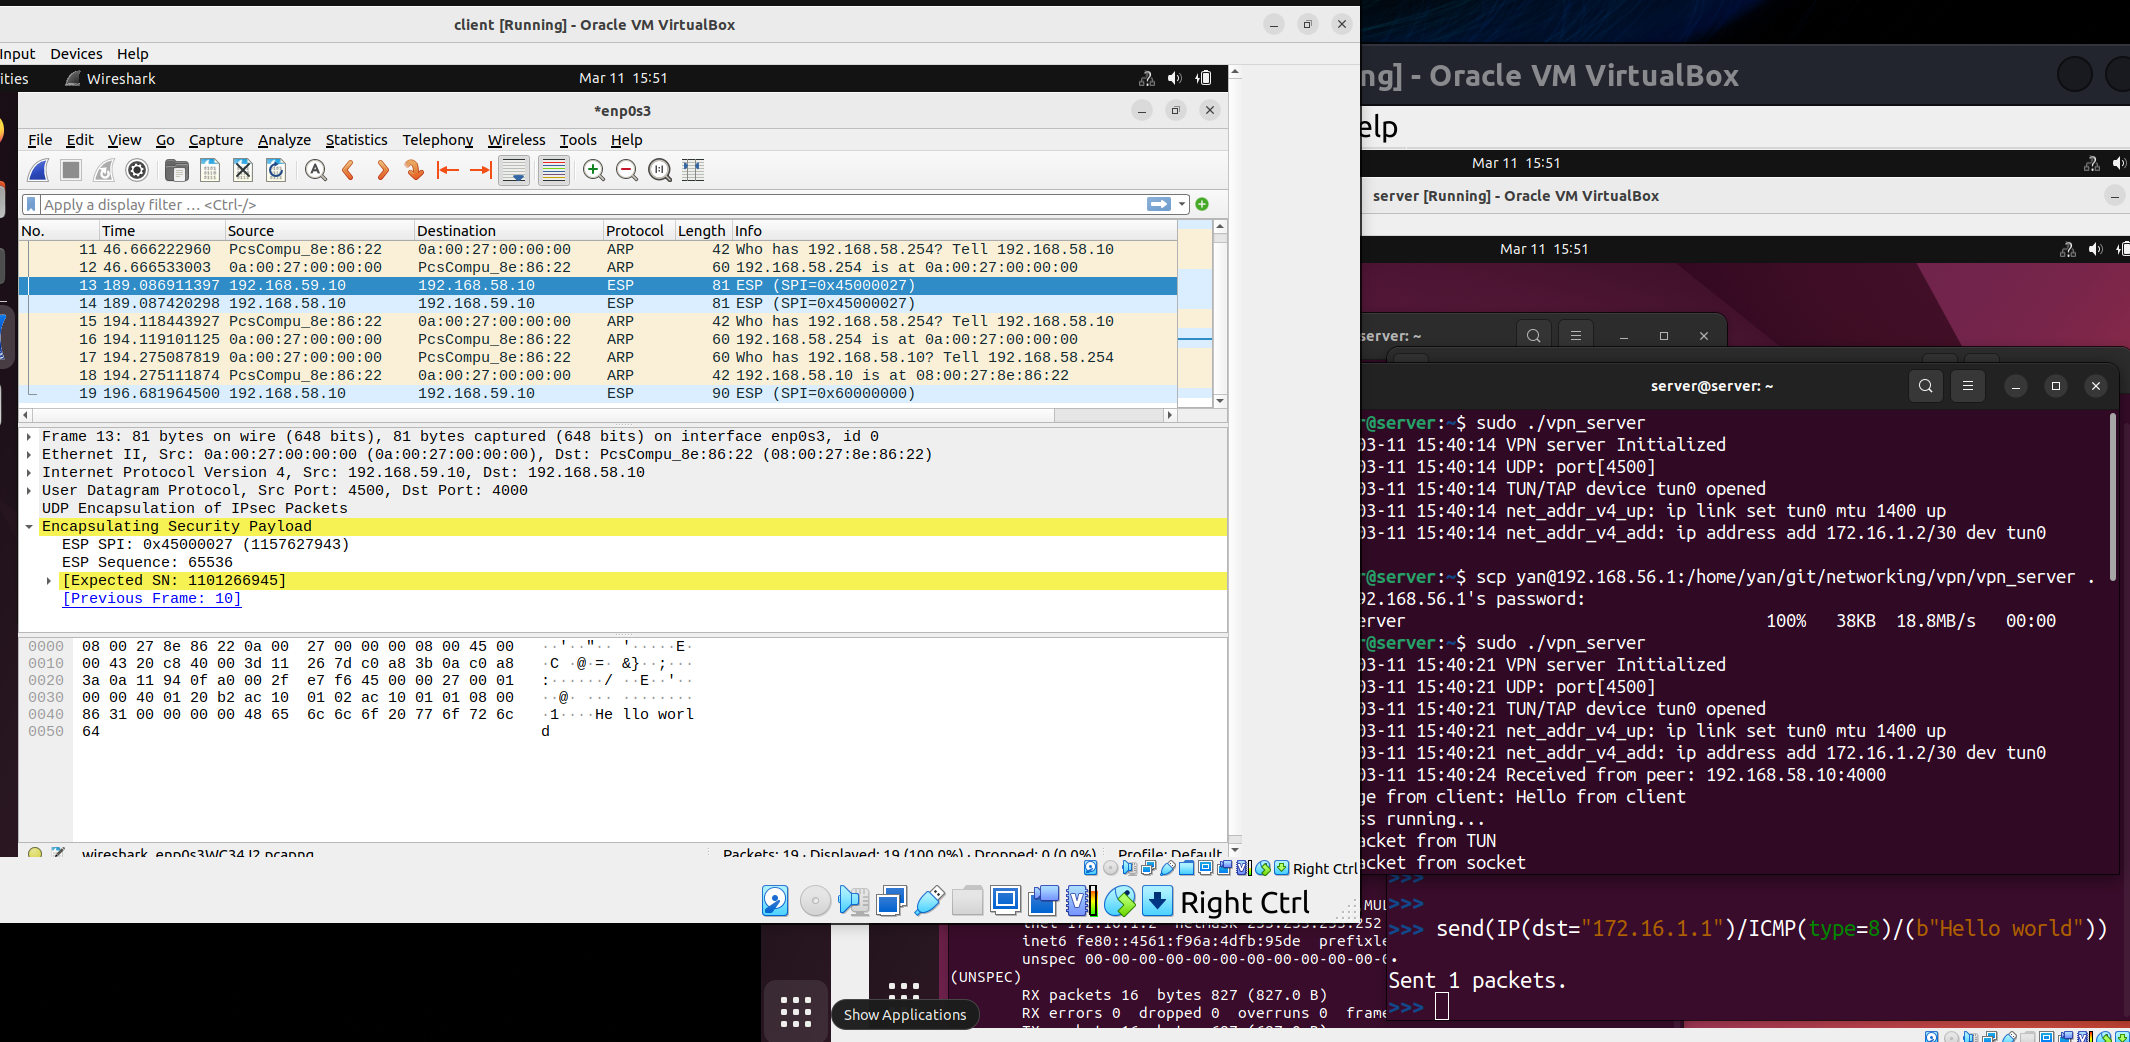 client [Running] - Oracle VM VirtualBox
Input Devices Help
ities Wireshark Mar 11 15:51
*enp0s3
File Edit View Go Capture Analyze Statistics Telephony Wireless Tools Help
Apply a display filter … <Ctrl-/>
No. Time Source Destination Protocol Length Info
11 46.666222960 PcsCompu_8e:86:22 0a:00:27:00:00:00 ARP 42 Who has 192.168.58.254? Tell 192.168.58.10
12 46.666533003 0a:00:27:00:00:00 PcsCompu_8e:86:22 ARP 60 192.168.58.254 is at 0a:00:27:00:00:00
13 189.086911397 192.168.59.10 192.168.58.10 ESP 81 ESP (SPI=0x45000027)
14 189.087420298 192.168.58.10 192.168.59.10 ESP 81 ESP (SPI=0x45000027)
15 194.118443927 PcsCompu_8e:86:22 0a:00:27:00:00:00 ARP 42 Who has 192.168.58.254? Tell 192.168.58.10
16 194.119101125 0a:00:27:00:00:00 PcsCompu_8e:86:22 ARP 60 192.168.58.254 is at 0a:00:27:00:00:00
17 194.275087819 0a:00:27:00:00:00 PcsCompu_8e:86:22 ARP 60 Who has 192.168.58.10? Tell 192.168.58.254
18 194.275111874 PcsCompu_8e:86:22 0a:00:27:00:00:00 ARP 42 192.168.58.10 is at 08:00:27:8e:86:22
19 196.681964500 192.168.58.10 192.168.59.10 ESP 90 ESP (SPI=0x60000000)
Frame 13: 81 bytes on wire (648 bits), 81 bytes captured (648 bits) on interface enp0s3, id 0
Ethernet II, Src: 0a:00:27:00:00:00 (0a:00:27:00:00:00), Dst: PcsCompu_8e:86:22 (08:00:27:8e:86:22)
Internet Protocol Version 4, Src: 192.168.59.10, Dst: 192.168.58.10
User Datagram Protocol, Src Port: 4500, Dst Port: 4000
UDP Encapsulation of IPsec Packets
Encapsulating Security Payload
ESP SPI: 0x45000027 (1157627943)
ESP Sequence: 65536
[Expected SN: 1101266945]
[Previous Frame: 10]
0000 08 00 27 8e 86 22 0a 00 27 00 00 00 08 00 45 00 ··'··"·· '·····E·
0010 00 43 20 c8 40 00 3d 11 26 7d c0 a8 3b 0a c0 a8 ·C ·@·=· &}··;···
0020 3a 0a 11 94 0f a0 00 2f e7 f6 45 00 00 27 00 01 :······/ ··E··'··
0030 00 00 40 01 20 b2 ac 10 01 02 ac 10 01 01 08 00 ··@· ··· ········
0040 86 31 00 00 00 00 48 65 6c 6c 6f 20 77 6f 72 6c ·1····He llo worl
0050 64 d
wireshark_enp0s3WC34J2.pcapng Packets: 19 · Displayed: 19 (100.0%) · Dropped: 0 (0.0%) Profile: Default
Right Ctrl
Right Ctrl
ng] - Oracle VM VirtualBox
elp
Mar 11 15:51
server [Running] - Oracle VM VirtualBox
Mar 11 15:51
server: ~
server@server: ~
r@server:~$ sudo ./vpn_server
03-11 15:40:14 VPN server Initialized
03-11 15:40:14 UDP: port[4500]
03-11 15:40:14 TUN/TAP device tun0 opened
03-11 15:40:14 net_addr_v4_up: ip link set tun0 mtu 1400 up
03-11 15:40:14 net_addr_v4_add: ip address add 172.16.1.2/30 dev tun0
r@server:~$ scp yan@192.168.56.1:/home/yan/git/networking/vpn/vpn_server .
92.168.56.1's password:
erver 100% 38KB 18.8MB/s 00:00
r@server:~$ sudo ./vpn_server
03-11 15:40:21 VPN server Initialized
03-11 15:40:21 UDP: port[4500]
03-11 15:40:21 TUN/TAP device tun0 opened
03-11 15:40:21 net_addr_v4_up: ip link set tun0 mtu 1400 up
03-11 15:40:21 net_addr_v4_add: ip address add 172.16.1.2/30 dev tun0
03-11 15:40:24 Received from peer: 192.168.58.10:4000
ge from client: Hello from client
ss running...
acket from TUN
acket from socket
>>>
>>>
>>> send(IP(dst="172.16.1.1")/ICMP(type=8)/(b"Hello world"))
.
Sent 1 packets.
>>>
inet 172.16.1.2 netmask 255.255.255.252
inet6 fe80::4561:f96a:4dfb:95de prefixle
unspec 00-00-00-00-00-00-00-00-00-00-
(UNSPEC)
RX packets 16 bytes 827 (827.0 B)
RX errors 0 dropped 0 overruns 0 frame
Show Applications